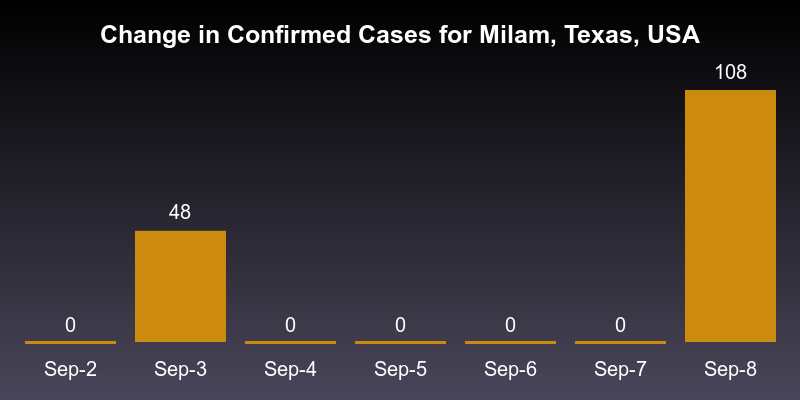 Change in Confirmed Cases for Milam, Texas, USA
108
48
0 0 0 0 0
Sep-2 Sep-3 Sep-4 Sep-5 Sep-6 Sep-7 Sep-8